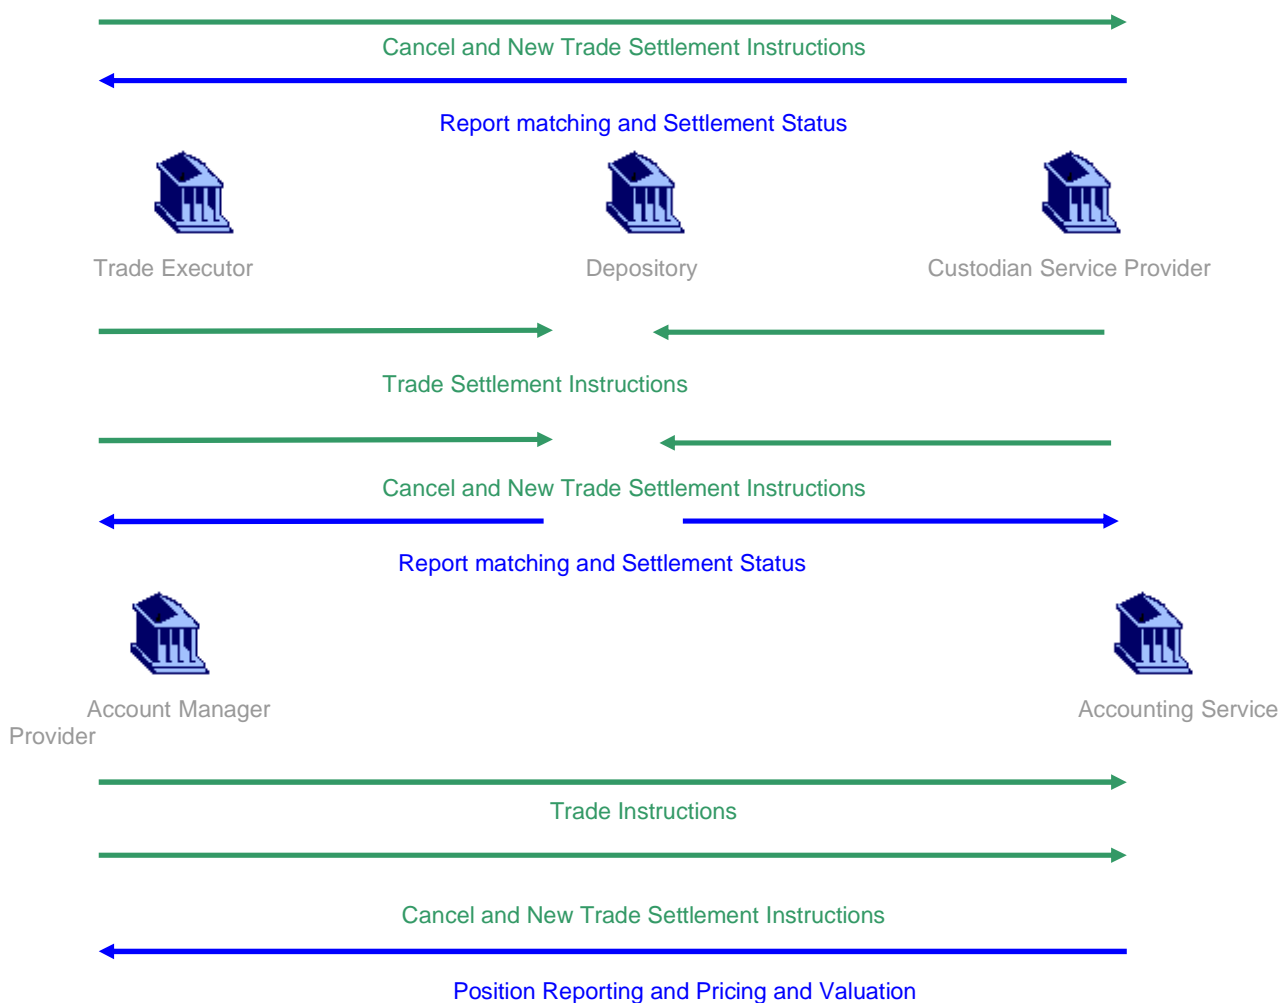 Cancel and New Trade Settlement Instructions
Report matching and Settlement Status
Trade Executor Depository Custodian Service Provider
Trade Settlement Instructions
Cancel and New Trade Settlement Instructions
Report matching and Settlement Status
Account Manager Accounting Service
Provider
Trade Instructions
Cancel and New Trade Settlement Instructions
Position Reporting and Pricing and Valuation